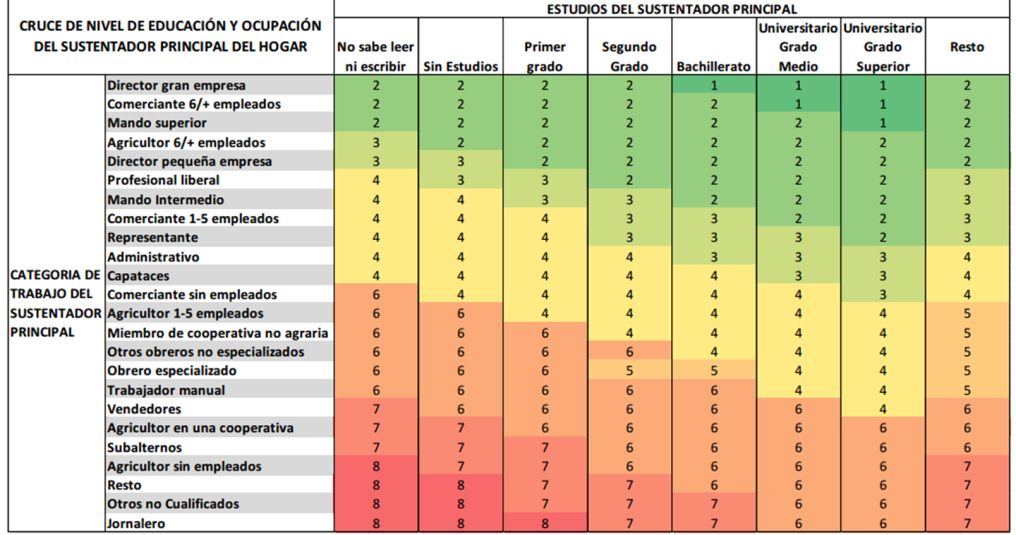 CRUCE DE NIVEL DE EDUCACIÓN Y OCUPACIÓN DEL SUSTENTADOR PRINCIPAL DEL HOGAR
ESTUDIOS DEL SUSTENTADOR PRINCIPAL
No sabe leer ni escribir Sin Estudios Primer grado Segundo Grado Bachillerato Universitario Grado Medio Universitario Grado Superior Resto
CATEGORIA DE TRABAJO DEL SUSTENTADOR PRINCIPAL
Director gran empresa 2 2 2 2 1 1 1 2
Comerciante 6/+ empleados 2 2 2 2 2 1 1 2
Mando superior 2 2 2 2 2 2 1 2
Agricultor 6/+ empleados 3 2 2 2 2 2 2 2
Director pequeña empresa 3 3 2 2 2 2 2 2
Profesional liberal 4 3 3 2 2 2 2 3
Mando Intermedio 4 4 3 3 2 2 2 3
Comerciante 1-5 empleados 4 4 4 3 3 2 2 3
Representante 4 4 4 3 3 3 2 3
Administrativo 4 4 4 4 3 3 3 4
Capataces 4 4 4 4 4 3 3 4
Comerciante sin empleados 6 4 4 4 4 4 3 4
Agricultor 1-5 empleados 6 6 4 4 4 4 4 5
Miembro de cooperativa no agraria 6 6 6 4 4 4 4 5
Otros obreros no especializados 6 6 6 6 4 4 4 5
Obrero especializado 6 6 6 5 5 4 4 5
Trabajador manual 6 6 6 6 6 4 4 5
Vendedores 7 6 6 6 6 6 4 6
Agricultor en una cooperativa 7 7 6 6 6 6 6 6
Subalternos 7 7 7 6 6 6 6 6
Agricultor sin empleados 8 7 7 6 6 6 6 7
Resto 8 8 7 7 6 6 6 7
Otros no Cualificados 8 8 7 7 7 6 6 7
Jornalero 8 8 8 7 7 6 6 7